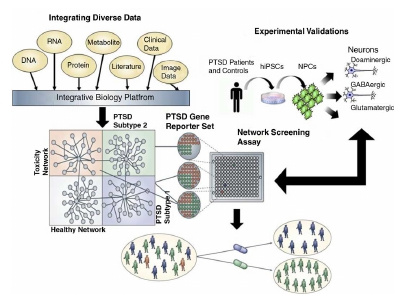 Integrating Diverse Data
DNA
RNA
Protein
Metabolite
Literature
Clinical
Data
Image
Data
Integrative Biology Platfrom
Experimental Validations
PTSD Patients
and Controls
hiPSCs
NPCs
Neurons
Doaminergic
GABAergic
Glutamatergic
PTSD
Subtype 2
PTSD Gene
Reporter Set
Network Screening
Assay
Toxicity
Network
PTSD
Subtype 1
Healthy Network